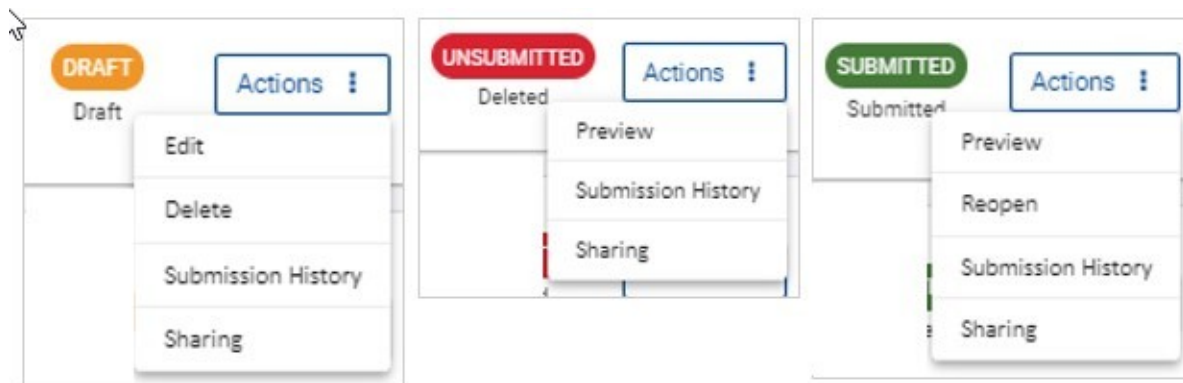 DRAFT
Actions
Draft
Edit
Delete
Submission History
Sharing
UNSUBMITTED
Actions
Deleted
Preview
Submission History
Sharing
SUBMITTED
Actions
Submitted
Preview
Reopen
Submission History
Sharing